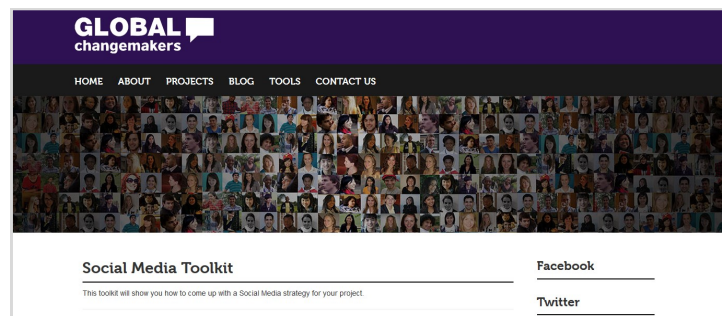 GLOBAL
changemakers
HOME ABOUT PROJECTS BLOG TOOLS CONTACT US
Social Media Toolkit
This toolkit will show you how to come up with a Social Media strategy for your project.
Facebook
Twitter